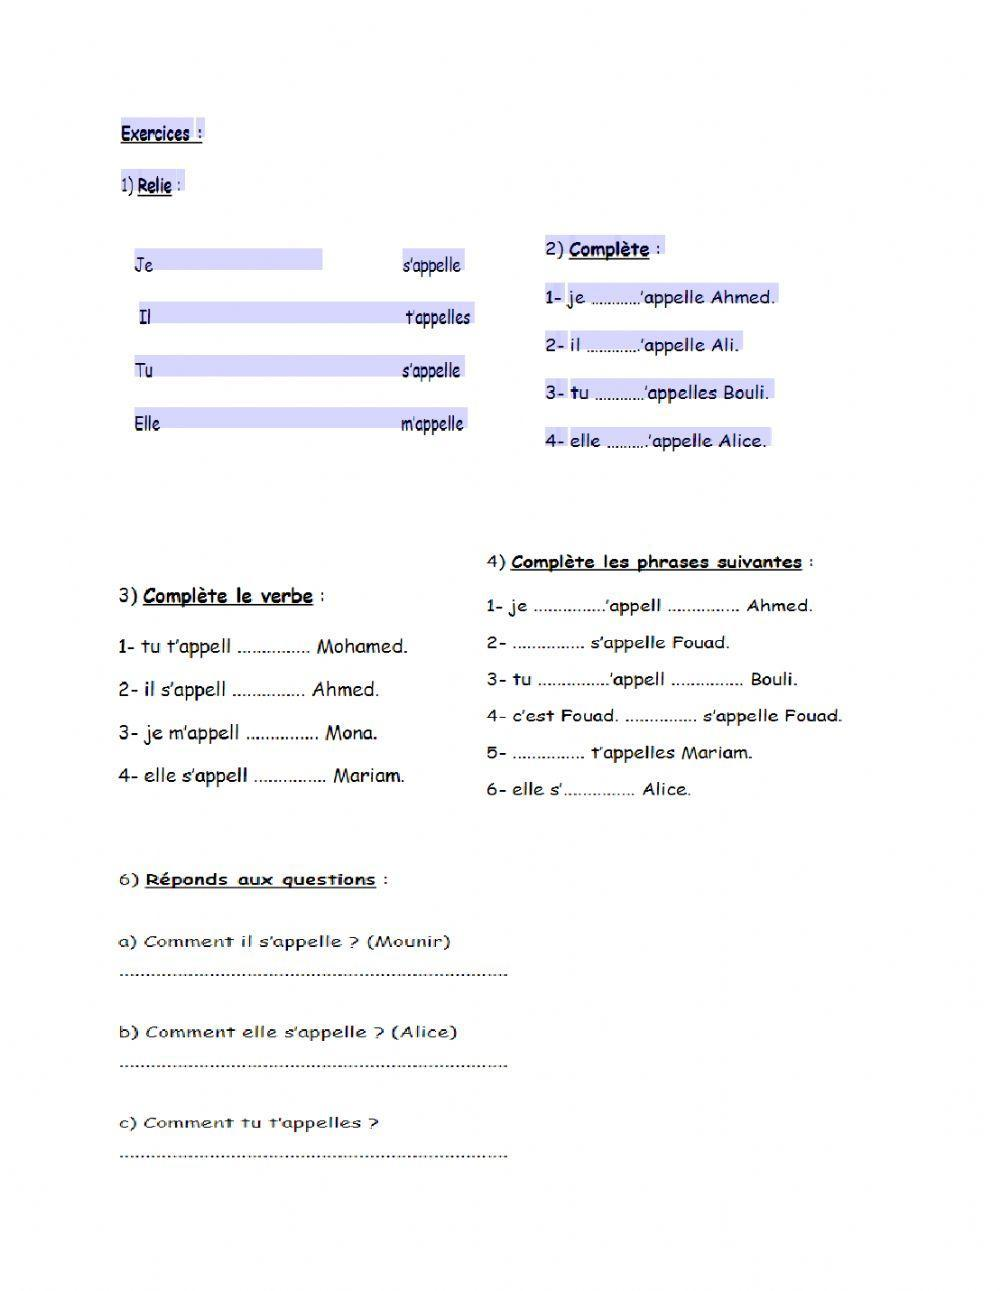 Exercices :
1) Relie :
Je s'appelle
Il t'appelles
Tu s'appelle
Elle m'appelle
2) Complète :
1- je ............'appelle Ahmed.
2- il ............'appelle Ali.
3- tu ............'appelles Bouli.
4- elle ..........'appelle Alice.
3) Complète le verbe :
1- tu t'appell ............... Mohamed.
2- il s'appell ............... Ahmed.
3- je m'appell ............... Mona.
4- elle s'appell ............... Mariam.
4) Complète les phrases suivantes :
1- je ...............'appell ............... Ahmed.
2- ............... s'appelle Fouad.
3- tu ...............'appell ............... Bouli.
4- c'est Fouad. ............... s'appelle Fouad.
5- ............... t'appelles Mariam.
6- elle s'............... Alice.
6) Réponds aux questions :
a) Comment il s'appelle ? (Mounir)
................................................................................
b) Comment elle s'appelle ? (Alice)
................................................................................
c) Comment tu t'appelles ?
................................................................................